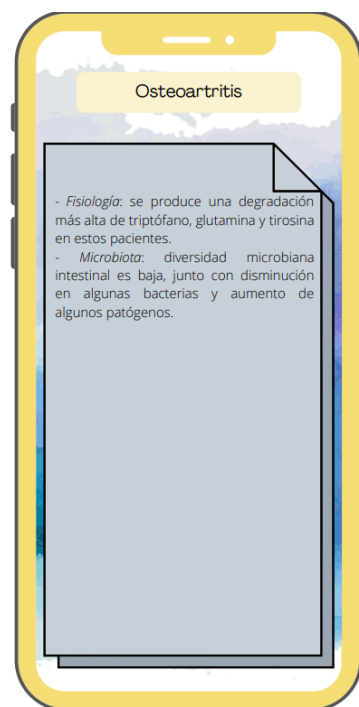 Osteoartritis
- Fisiología: se produce una degradación
más alta de triptófano, glutamina y tirosina
en estos pacientes.
- Microbiota: diversidad microbiana
intestinal es baja, junto con disminución
en algunas bacterias y aumento de
algunos patógenos.